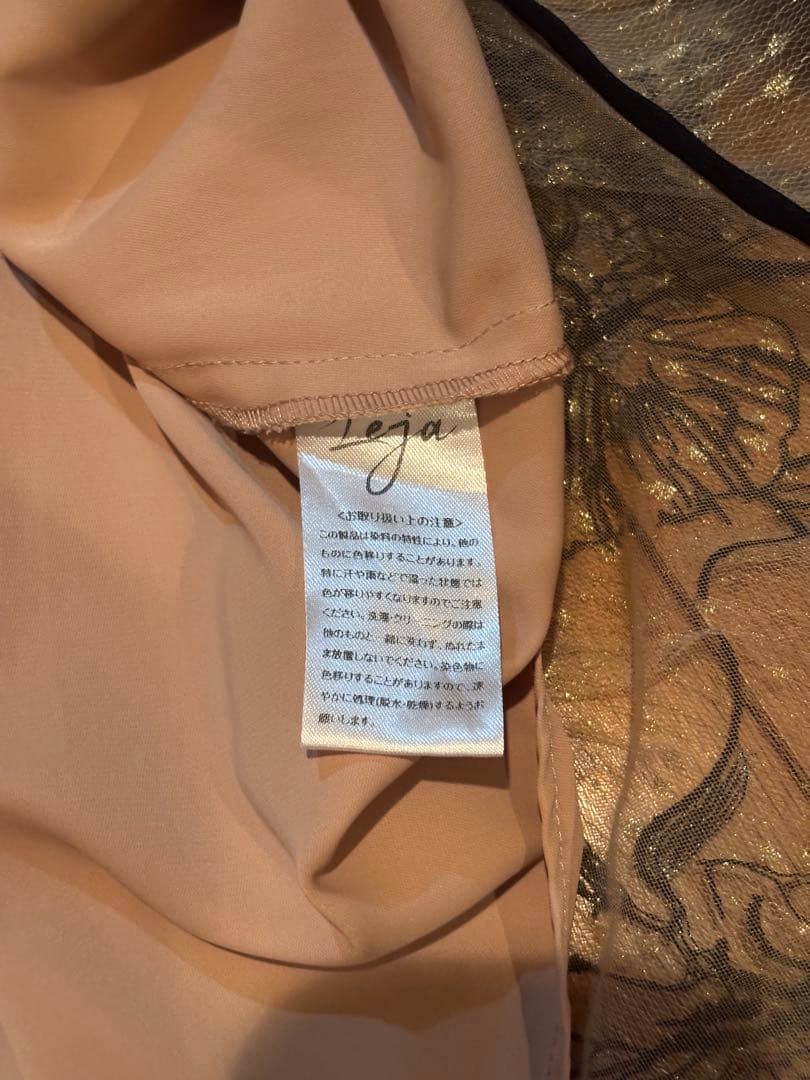 eja
<お取り扱い上の注意>
この製品は染料の特性により、他の
ものに色移りすることがあります。
特に汗や雨などで湿った状態では
色が移りやすくなりますのでご注意
ください。洗濯・クリーニングの際は
他のものと一緒に洗わず、ぬれたま
ま放置しないでください。染色物に
色移りすることがありますので、速
やかに処理(脱水・乾燥)するようお
願いします。